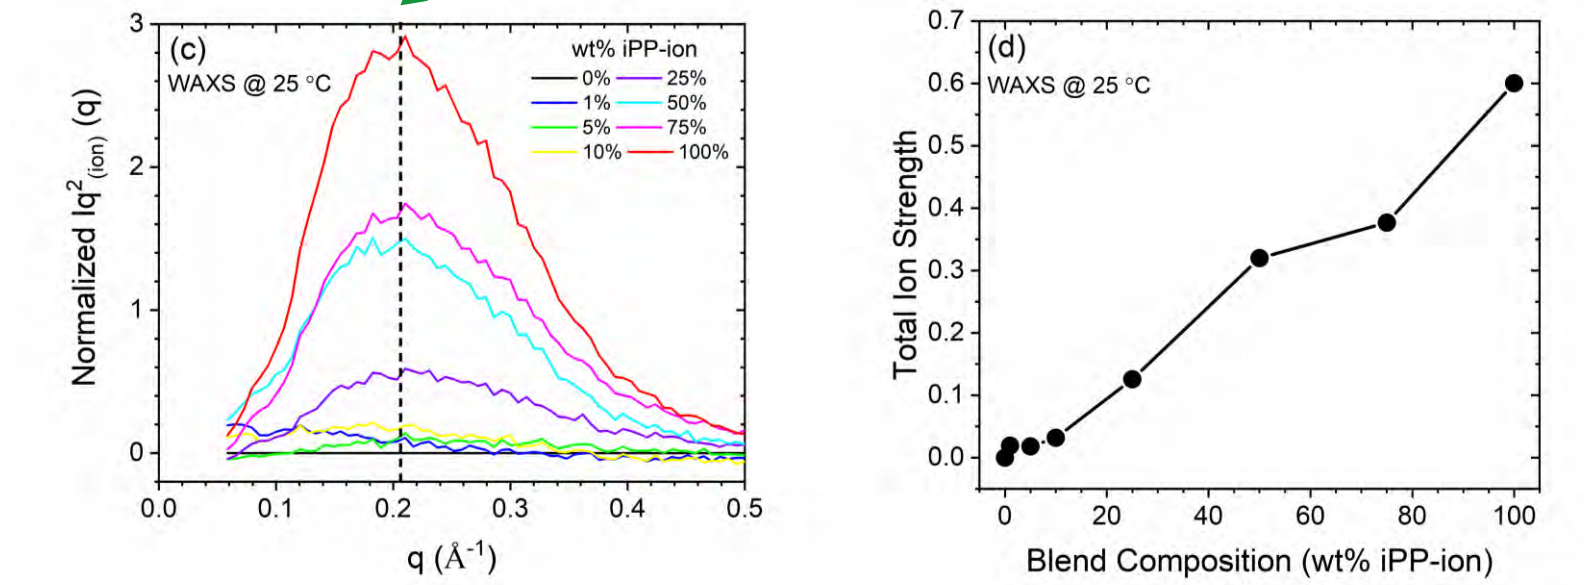 (c)
WAXS @ 25 °C
wt% iPP-ion
0% 25%
1% 50%
5% 75%
10% 100%
3
2
1
0
0.0 0.1 0.2 0.3 0.4 0.5
Normalized Iq²(ion) (q)
q (Å⁻¹)
(d)
WAXS @ 25 °C
0.7
0.6
0.5
0.4
0.3
0.2
0.1
0.0
0 20 40 60 80 100
Total Ion Strength
Blend Composition (wt% iPP-ion)